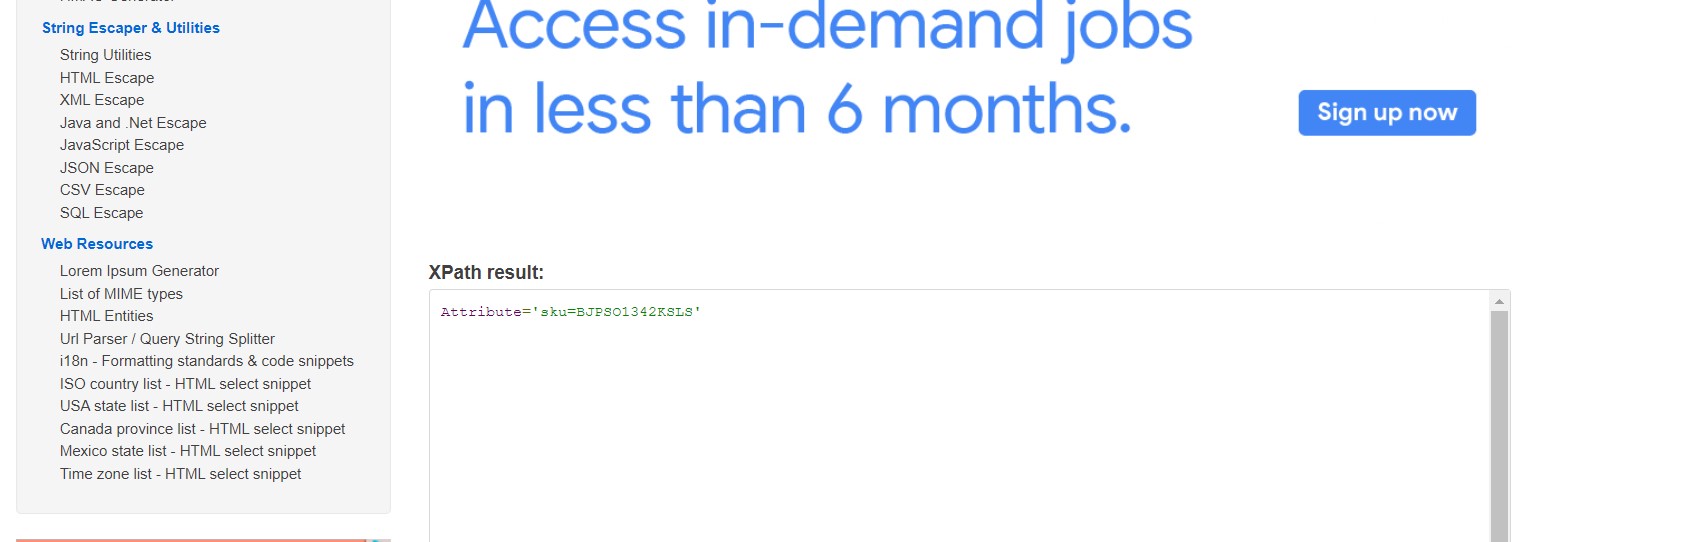 String Escaper & Utilities
String Utilities
HTML Escape
XML Escape
Java and .Net Escape
JavaScript Escape
JSON Escape
CSV Escape
SQL Escape
Web Resources
Lorem Ipsum Generator
List of MIME types
HTML Entities
Url Parser / Query String Splitter
i18n - Formatting standards & code snippets
ISO country list - HTML select snippet
USA state list - HTML select snippet
Canada province list - HTML select snippet
Mexico state list - HTML select snippet
Time zone list - HTML select snippet
Access in-demand jobs
in less than 6 months.
Sign up now
XPath result:
Attribute='sku=BJPSO1342KSLS'